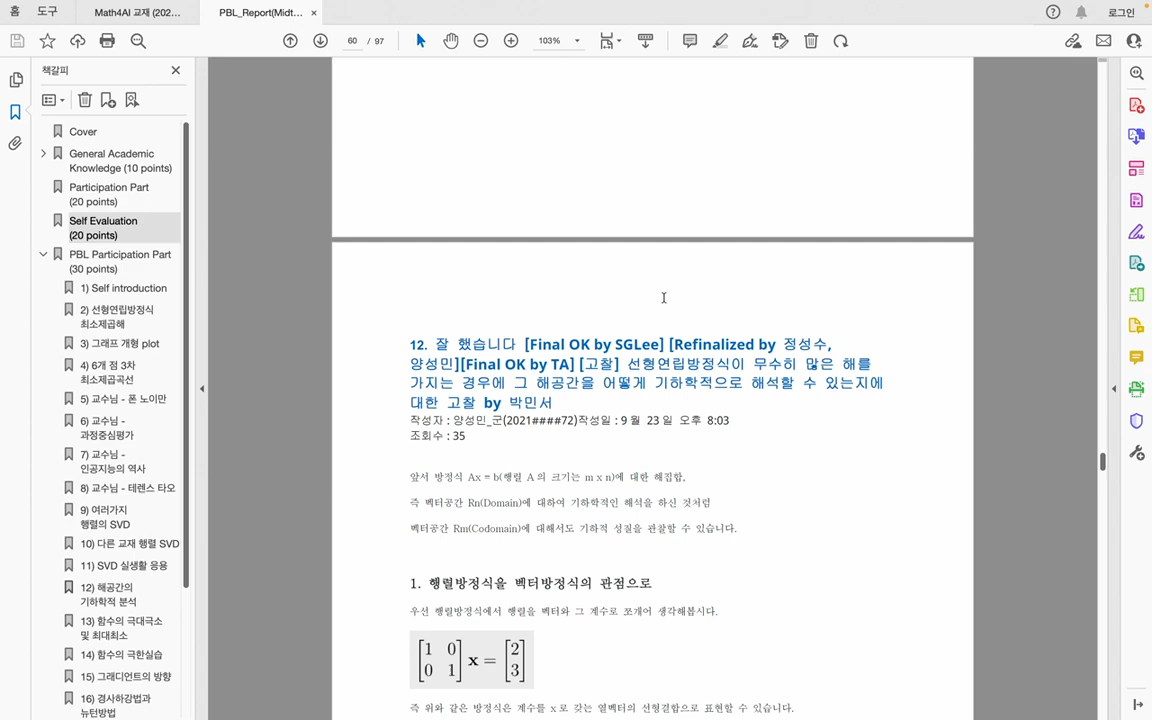 홈 도구 Math4AI 교재 (202... PBL_Report(Midt... × 로그인
60 / 97 103%
책갈피
Cover
General Academic
Knowledge (10 points)
Participation Part
(20 points)
Self Evaluation
(20 points)
PBL Participation Part
(30 points)
1) Self introduction
2) 선형연립방정식
최소제곱해
3) 그래프 개형 plot
4) 6개 점 3차
최소제곱곡선
5) 교수님 - 폰 노이만
6) 교수님 -
과정중심평가
7) 교수님 -
인공지능의 역사
8) 교수님 - 테렌스 타오
9) 여러가지
행렬의 SVD
10) 다른 교재 행렬 SVD
11) SVD 실생활 응용
12) 해공간의
기하학적 분석
13) 함수의 극대극소
및 최대최소
14) 함수의 극한실습
15) 그래디언트의 방향
16) 경사하강법과
뉴턴방법
12. 잘 했습니다 [Final OK by SGLee] [Refinalized by 정성수,
양성민][Final OK by TA] [고찰] 선형연립방정식이 무수히 많은 해를
가지는 경우에 그 해공간을 어떻게 기하학적으로 해석할 수 있는지에
대한 고찰 by 박민서
작성자 : 양성민_군(2021####72)작성일 : 9 월 23 일 오후 8:03
조회수 : 35
앞서 방정식 Ax = b(행렬 A 의 크기는 m x n)에 대한 해집합,
즉 벡터공간 Rn(Domain)에 대하여 기하학적인 해석을 하신 것처럼
벡터공간 Rm(Codomain)에 대해서도 기하적 성질을 관찰할 수 있습니다.
1. 행렬방정식을 벡터방정식의 관점으로
우선 행렬방정식에서 행렬을 벡터와 그 계수로 쪼개어 생각해봅시다.
[1 0] [2]
[0 1] x = [3]
즉 위와 같은 방정식은 계수를 x 로 갖는 열벡터의 선형결합으로 표현할 수 있습니다.